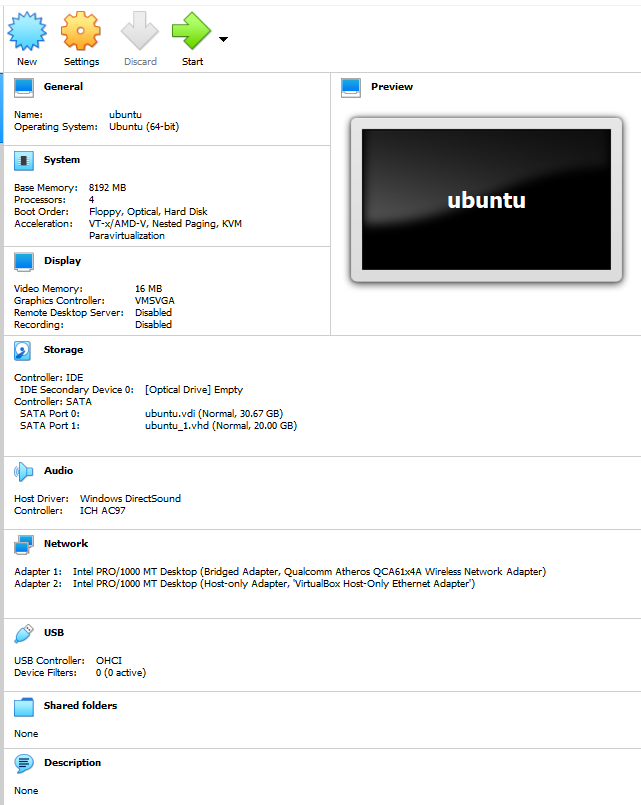 New Settings Discard Start
General
Name: ubuntu
Operating System: Ubuntu (64-bit)
Preview
ubuntu
System
Base Memory: 8192 MB
Processors: 4
Boot Order: Floppy, Optical, Hard Disk
Acceleration: VT-x/AMD-V, Nested Paging, KVM
Paravirtualization
Display
Video Memory: 16 MB
Graphics Controller: VMSVGA
Remote Desktop Server: Disabled
Recording: Disabled
Storage
Controller: IDE
IDE Secondary Device 0: [Optical Drive] Empty
Controller: SATA
SATA Port 0: ubuntu.vdi (Normal, 30.67 GB)
SATA Port 1: ubuntu_1.vhd (Normal, 20.00 GB)
Audio
Host Driver: Windows DirectSound
Controller: ICH AC97
Network
Adapter 1: Intel PRO/1000 MT Desktop (Bridged Adapter, Qualcomm Atheros QCA61x4A Wireless Network Adapter)
Adapter 2: Intel PRO/1000 MT Desktop (Host-only Adapter, 'VirtualBox Host-Only Ethernet Adapter')
USB
USB Controller: OHCI
Device Filters: 0 (0 active)
Shared folders
None
Description
None